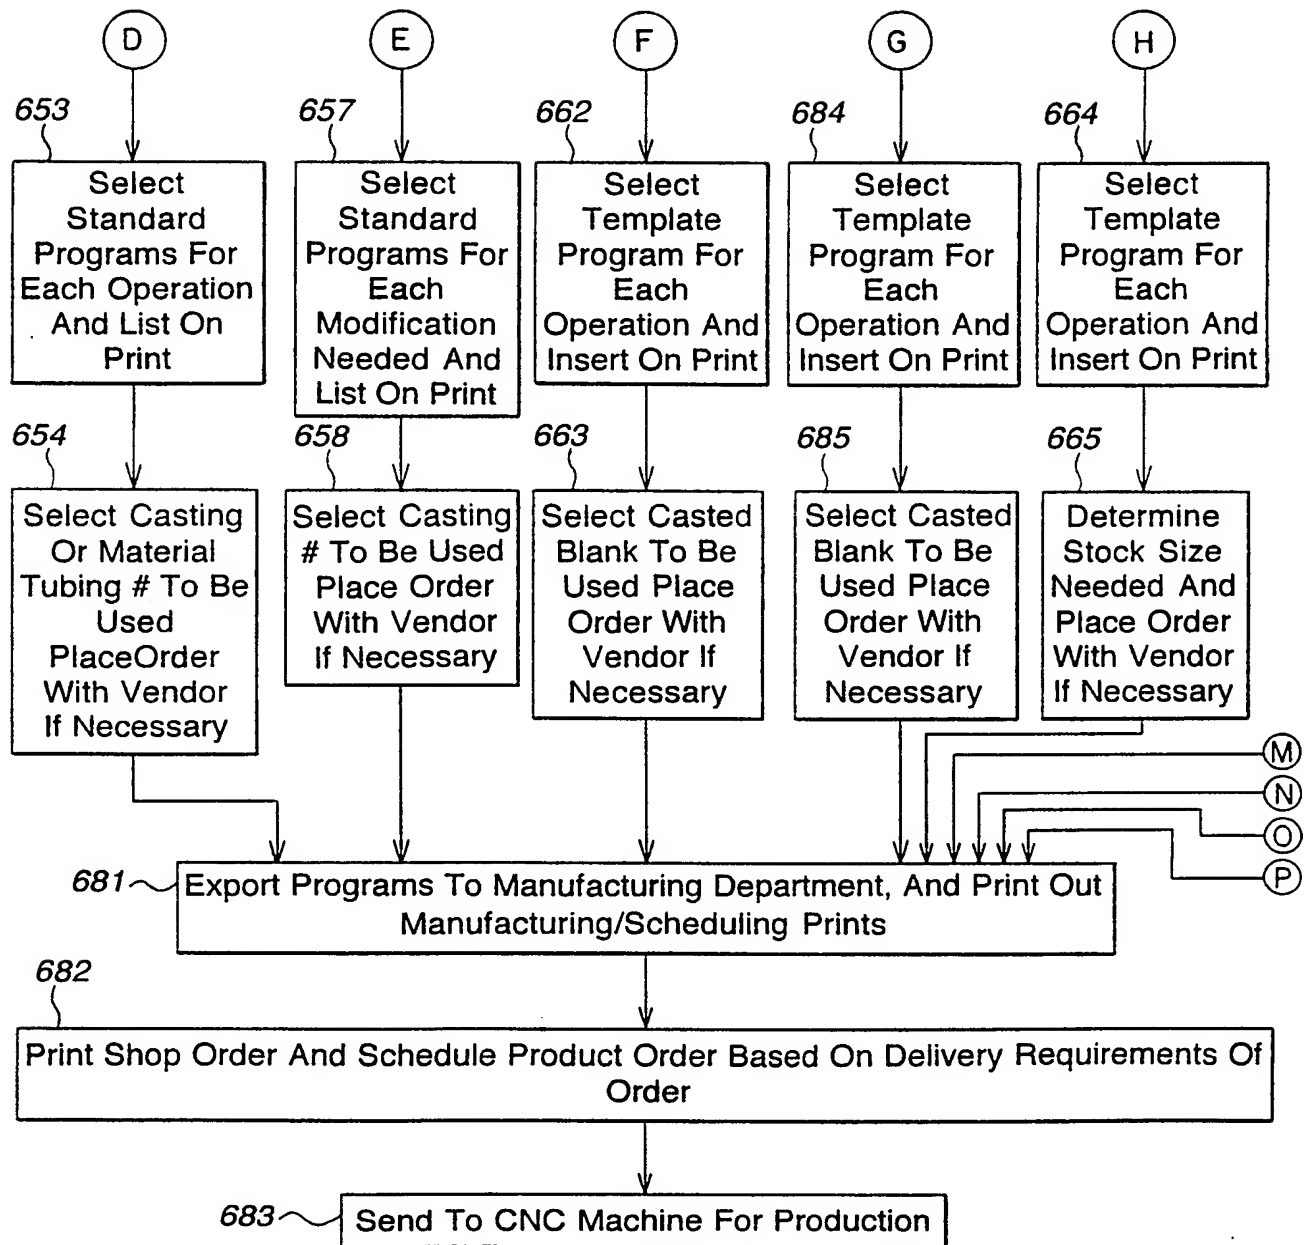 D
E
F
G
H
653
657
662
684
664
Select
Standard
Programs For
Each Operation
And List On
Print
Select
Standard
Programs For
Each
Modification
Needed And
List On Print
Select
Template
Program For
Each
Operation And
Insert On Print
Select
Template
Program For
Each
Operation And
Insert On Print
Select
Template
Program For
Each
Operation And
Insert On Print
654
658
663
685
665
Select Casting
Or Material
Tubing # To Be
Used
PlaceOrder
With Vendor
If Necessary
Select Casting
# To Be Used
Place Order
With Vendor
If Necessary
Select Casted
Blank To Be
Used Place
Order With
Vendor If
Necessary
Select Casted
Blank To Be
Used Place
Order With
Vendor If
Necessary
Determine
Stock Size
Needed And
Place Order
With Vendor
If Necessary
M
N
O
P
681
Export Programs To Manufacturing Department, And Print Out
Manufacturing/Scheduling Prints
682
Print Shop Order And Schedule Product Order Based On Delivery Requirements Of
Order
683
Send To CNC Machine For Production